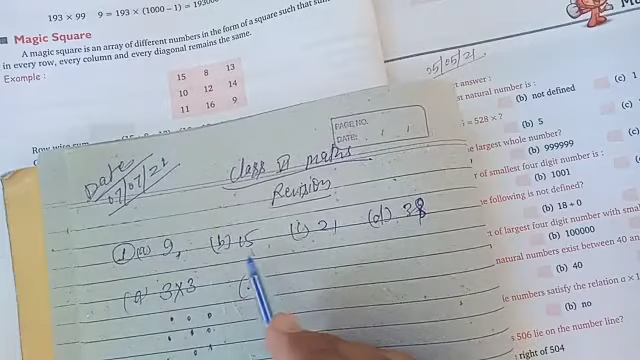 193 × 99 9 = 193 × (1000 − 1) = 193000
Magic Square
A magic square is an array of different numbers in the form of a square such that sum
in every row, every column and every diagonal remains the same.
Example :
15 8 13
10 12 14
11 16 9
Row wise sum
05/05/21
t answer :
st natural number is :
(b) not defined
(c)
= 528 × ?
(b) 5
(c) 1
e largest whole number?
(b) 999999
r of smallest four digit number is :
(b) 1001
(c)
e following is not defined?
(b) 18 ÷ 0
t of largest four digit number with smal
(b) 100000
natural numbers exist between 40 an
(b) 40
le numbers satisfy the relation a × 1
(b) no
s 506 lie on the number line?
right of 504
PAGE NO.
DATE: / /
Date
07/07/21
Class VI maths
Revision
① (a) 9, (b) 15 (c) 21 (d) 38
(a) 3×3 (